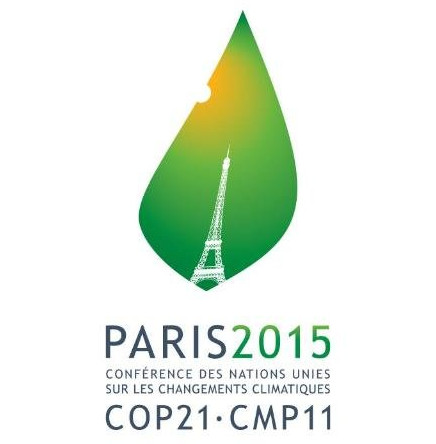 PARIS2015
CONFÉRENCE DES NATIONS UNIES
SUR LES CHANGEMENTS CLIMATIQUES
COP21·CMP11